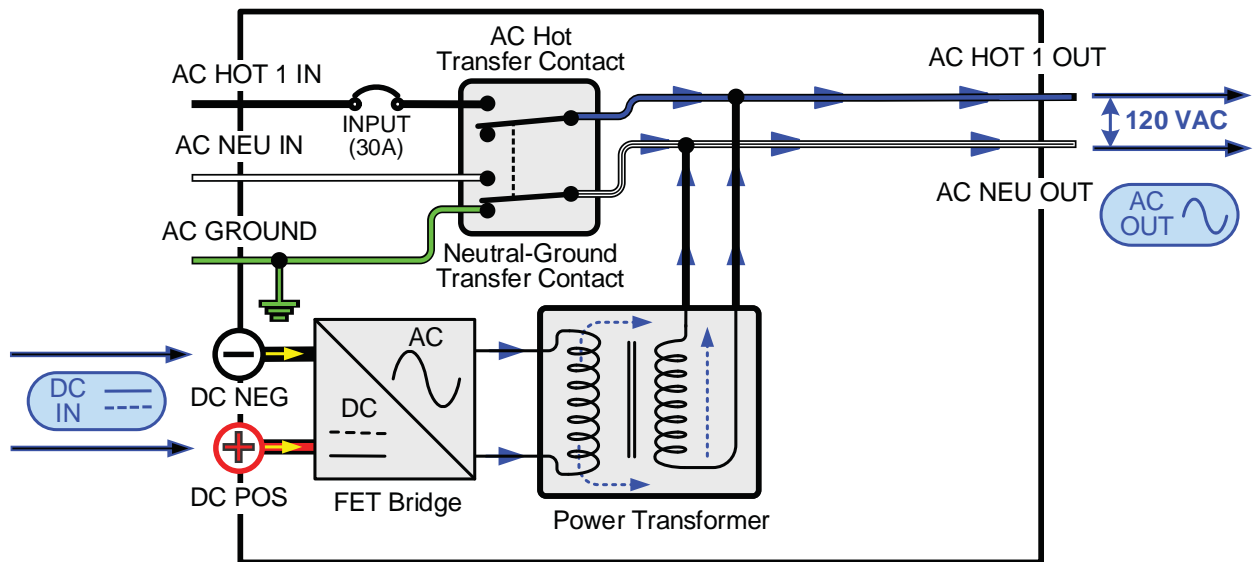 AC Hot
Transfer Contact
AC HOT 1 IN
AC HOT 1 OUT
INPUT
(30A)
120 VAC
AC NEU IN
AC NEU OUT
AC
OUT
AC GROUND
Neutral-Ground
Transfer Contact
DC
IN
DC NEG
DC POS
AC
DC
FET Bridge
Power Transformer